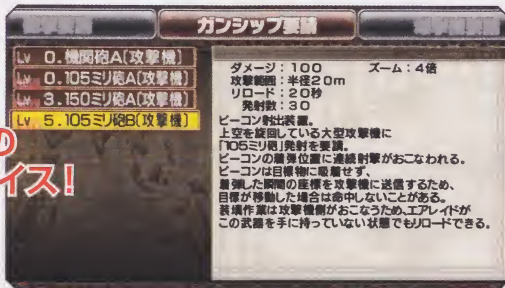 ガンシップ要請
Lv 0.機関砲A(攻撃機)
Lv 0.105ミリ砲A(攻撃機)
Lv 3.150ミリ砲A(攻撃機)
Lv 5.105ミリ砲B(攻撃機)
の
イス!
ダメージ:100 ズーム:4倍
攻撃範囲:半径20m
リロード:20秒
発射数:30
ビーコン射出装置。
上空を旋回している大型攻撃機に
「105ミリ砲」発射を要請。
ビーコンの着弾位置に連続射撃がおこなわれる。
ビーコンは目標物に吸着せず、
着弾した瞬間の座標を攻撃機に送信するため、
目標が移動した場合は命中しないことがある。
装填作業は攻撃機側がおこなうため、エアレイドが
この武器を手に持っていない状態でもリロードできる。